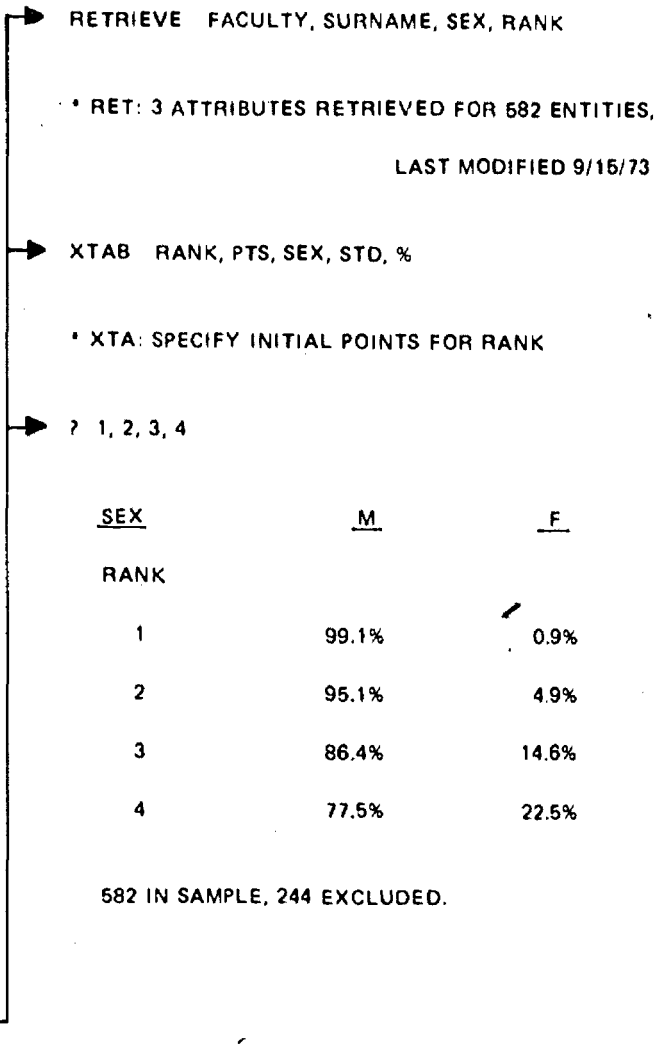 RETRIEVE FACULTY, SURNAME, SEX, RANK
* RET: 3 ATTRIBUTES RETRIEVED FOR 582 ENTITIES,
LAST MODIFIED 9/15/73
XTAB RANK, PTS, SEX, STD, %
* XTA: SPECIFY INITIAL POINTS FOR RANK
? 1, 2, 3, 4
SEX M F
RANK
1 99.1% 0.9%
2 95.1% 4.9%
3 86.4% 14.6%
4 77.5% 22.5%
582 IN SAMPLE, 244 EXCLUDED.